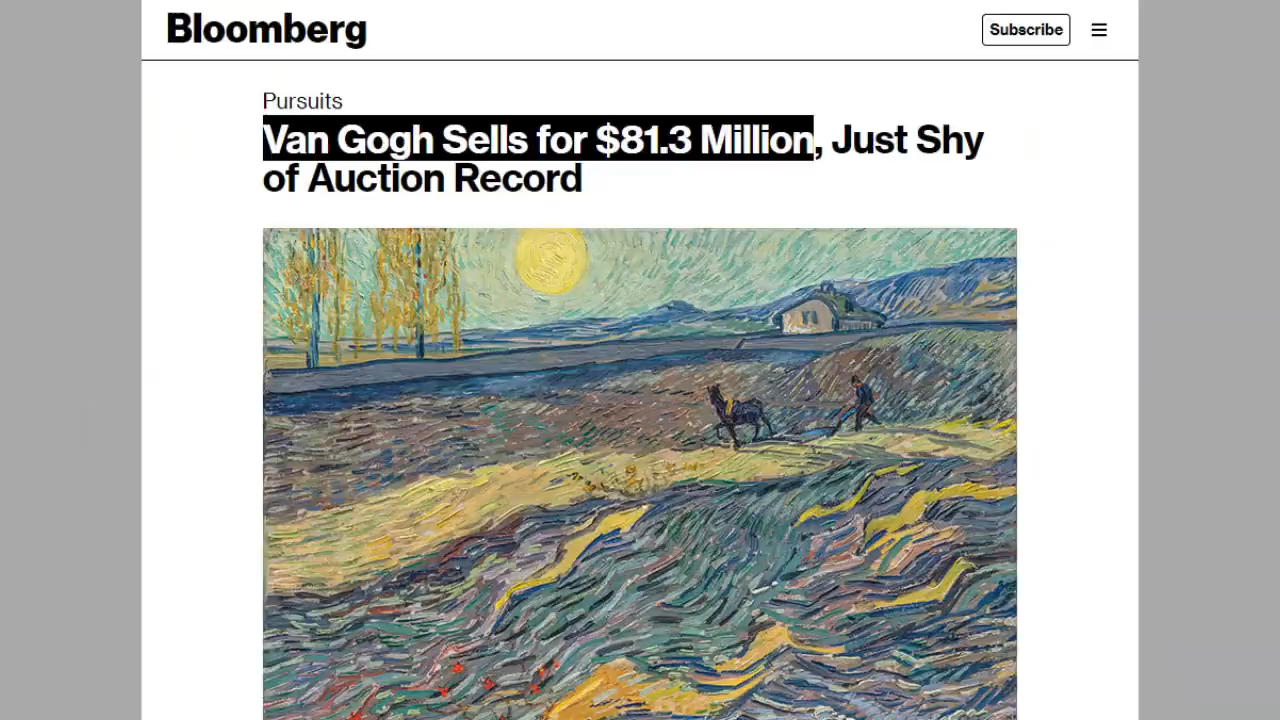 Bloomberg
Subscribe
Pursuits
Van Gogh Sells for $81.3 Million, Just Shy
of Auction Record